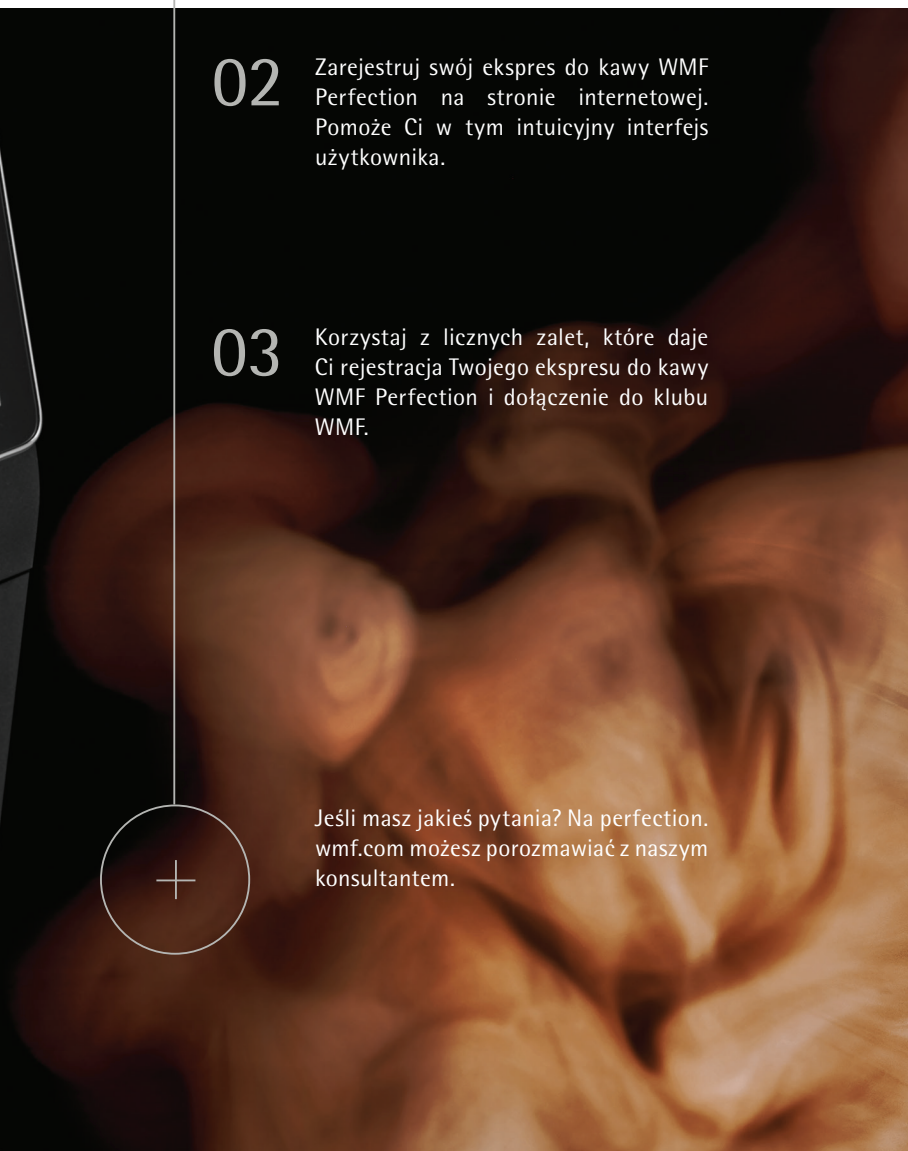 02
Zarejestruj swój ekspres do kawy WMF
Perfection na stronie internetowej.
Pomoże Ci w tym intuicyjny interfejs
użytkownika.
03
Korzystaj z licznych zalet, które daje
Ci rejestracja Twojego ekspresu do kawy
WMF Perfection i dołączenie do klubu
WMF.
Jeśli masz jakieś pytania? Na perfection.
wmf.com możesz porozmawiać z naszym
konsultantem.